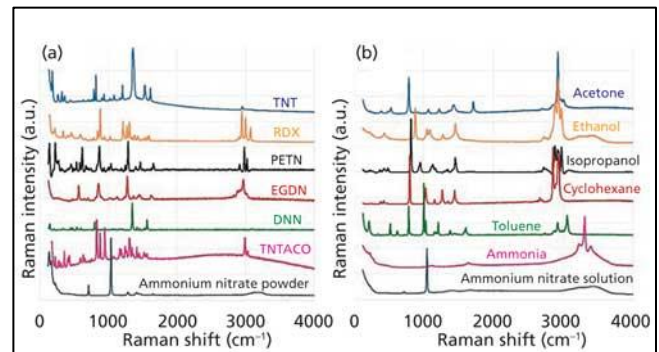 (a)
Raman intensity (a.u.)
TNT
RDX
PETN
EGDN
DNN
TNTACO
Ammonium nitrate powder
0 1000 2000 3000 4000
Raman shift (cm⁻¹)
(b)
Raman intensity (a.u.)
Acetone
Ethanol
Isopropanol
Cyclohexane
Toluene
Ammonia
Ammonium nitrate solution
0 1000 2000 3000 4000
Raman shift (cm⁻¹)